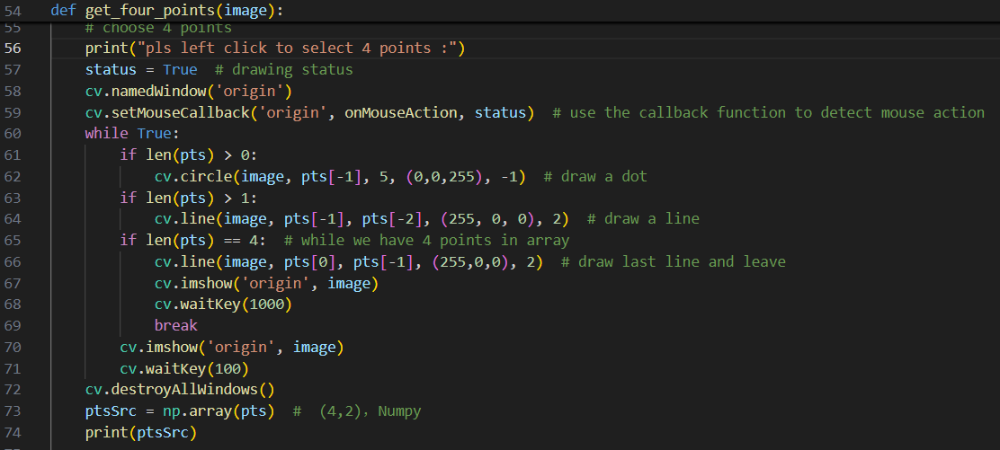 54 def get_four_points(image):
55 # choose 4 points
56 print("pls left click to select 4 points :")
57 status = True  # drawing status
58 cv.namedWindow('origin')
59 cv.setMouseCallback('origin', onMouseAction, status)  # use the callback function to detect mouse action
60 while True:
61 if len(pts) > 0:
62 cv.circle(image, pts[-1], 5, (0,0,255), -1)  # draw a dot
63 if len(pts) > 1:
64 cv.line(image, pts[-1], pts[-2], (255, 0, 0), 2)  # draw a line
65 if len(pts) == 4:  # while we have 4 points in array
66 cv.line(image, pts[0], pts[-1], (255,0,0), 2)  # draw last line and leave
67 cv.imshow('origin', image)
68 cv.waitKey(1000)
69 break
70 cv.imshow('origin', image)
71 cv.waitKey(100)
72 cv.destroyAllWindows()
73 ptsSrc = np.array(pts)  #  (4,2)，Numpy
74 print(ptsSrc)